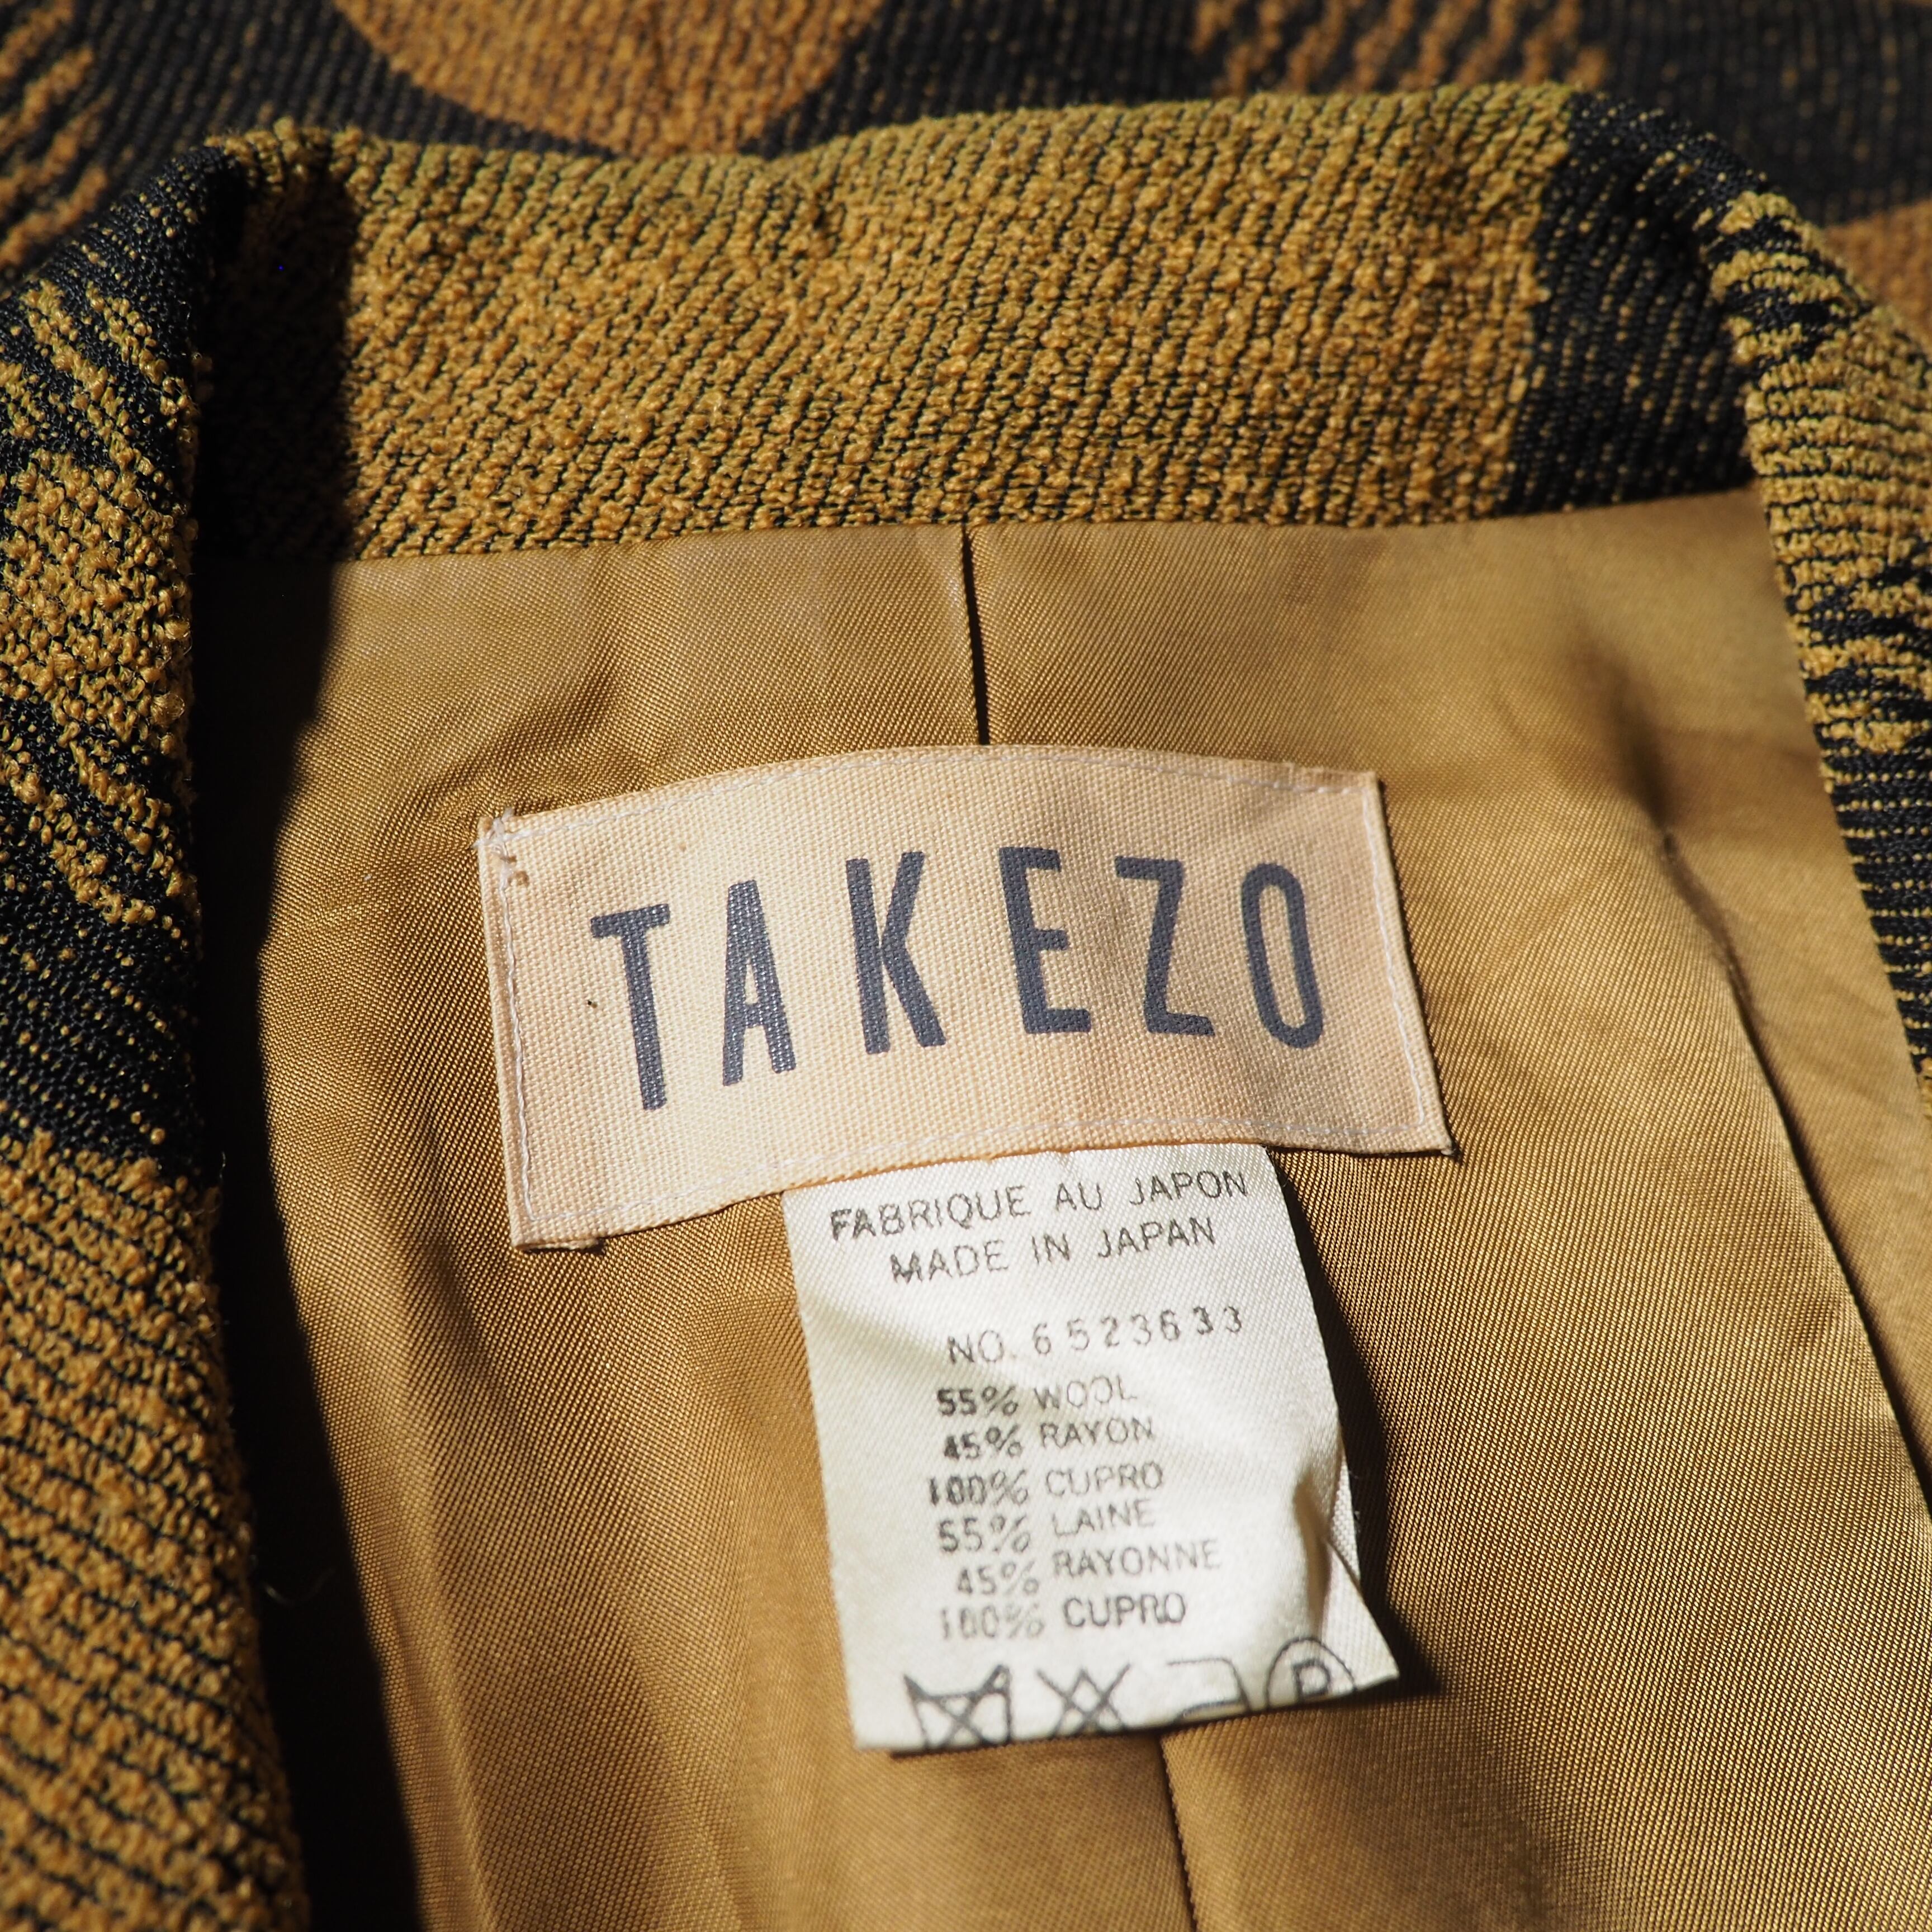 TAKEZO
FABRIQUE AU JAPON
MADE IN JAPAN
NO. 6523633
55% WOOL
45% RAYON
100% CUPRO
55% LAINE
45% RAYONNE
100% CUPRO
P